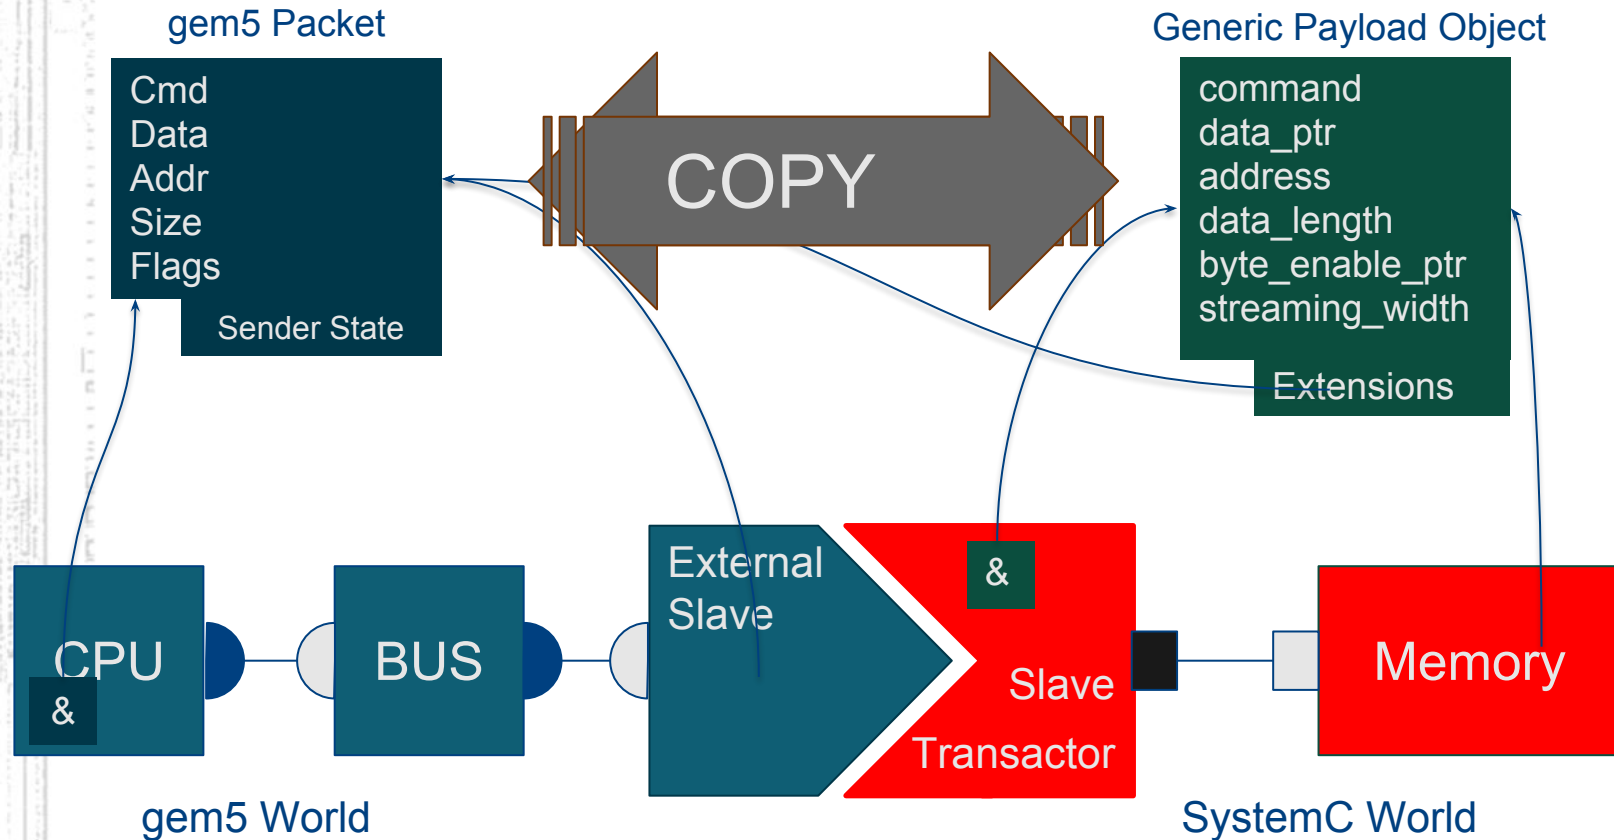 gem5 Packet
Generic Payload Object
Cmd
Data
Addr
Size
Flags
Sender State
COPY
command
data_ptr
address
data_length
byte_enable_ptr
streaming_width
Extensions
CPU
&
BUS
External
Slave
&
Slave
Transactor
Memory
gem5 World
SystemC World